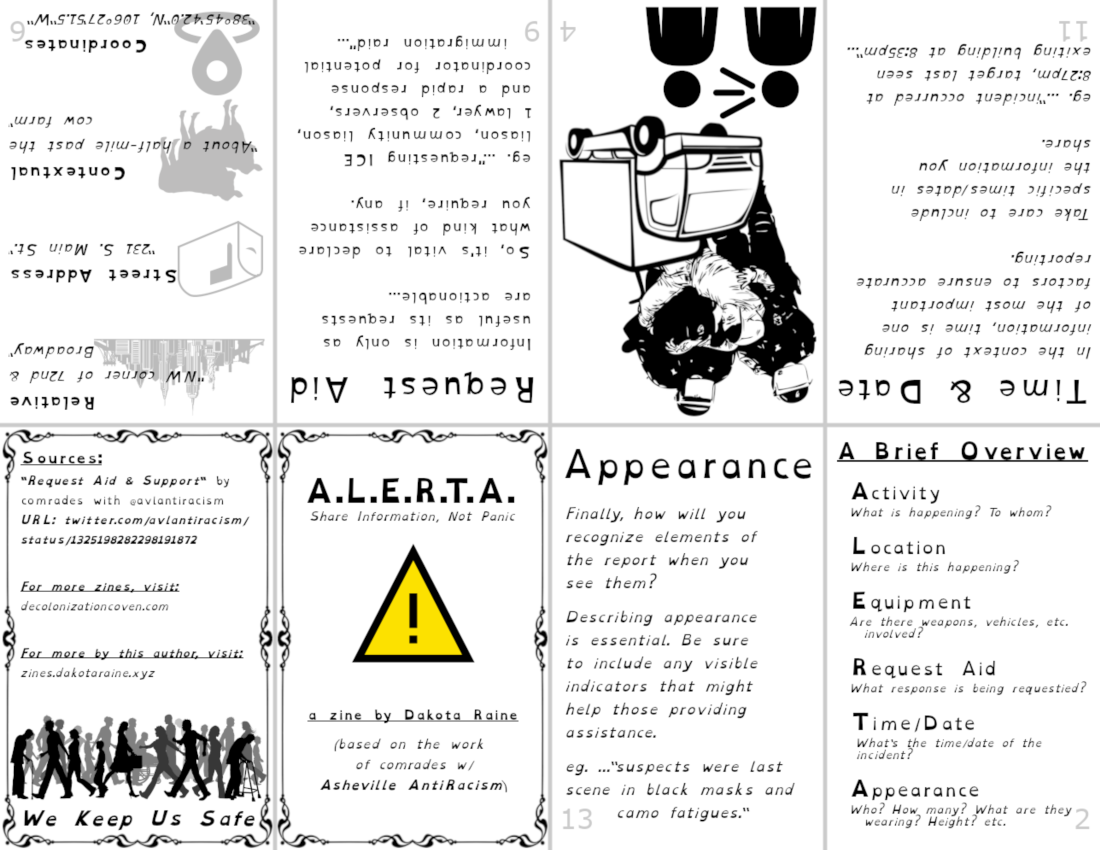 Relative
"NW corner of 72nd &
Broadway"
Street Address
"231 S. Main St."
Contextual
"About a half-mile past the
cow farm"
Coordinates
"38°45'42.0"N, 106°27'51.5"W"
6
Request Aid
Information is only as
useful as its requests
are actionable...
So, it's vital to declare
what kind of assistance
you require, if any.
eg. ..."requesting ICE
liason, community liason,
1 lawyer, 2 observers,
and a rapid response
coordinator for potential
immigration raid"...
9
4
Time & Date
In the context of sharing
information, time is one
of the most important
factors to ensure accurate
reporting.
Take care to include
specific times/dates in
the information you
share.
eg. ..."incident occurred at
8:27pm, target last seen
exiting building at 8:35pm"...
11
Sources:
"Request Aid & Support" by
comrades with @avlantiracism
URL: twitter.com/avlantiracism/
status/1325198282298191872
For more zines, visit:
decolonizationcoven.com
For more by this author, visit:
zines.dakotaraine.xyz
We Keep Us Safe
A.L.E.R.T.A.
Share Information, Not Panic
!
a zine by Dakota Raine
(based on the work
of comrades w/
Asheville AntiRacism)
Appearance
Finally, how will you
recognize elements of
the report when you
see them?
Describing appearance
is essential. Be sure
to include any visible
indicators that might
help those providing
assistance.
eg. ..."suspects were last
scene in black masks and
camo fatigues."
13
A Brief Overview
Activity
What is happening? To whom?
Location
Where is this happening?
Equipment
Are there weapons, vehicles, etc.
involved?
Request Aid
What response is being requestied?
Time/Date
What's the time/date of the
incident?
Appearance
Who? How many? What are they
wearing? Height? etc.
2